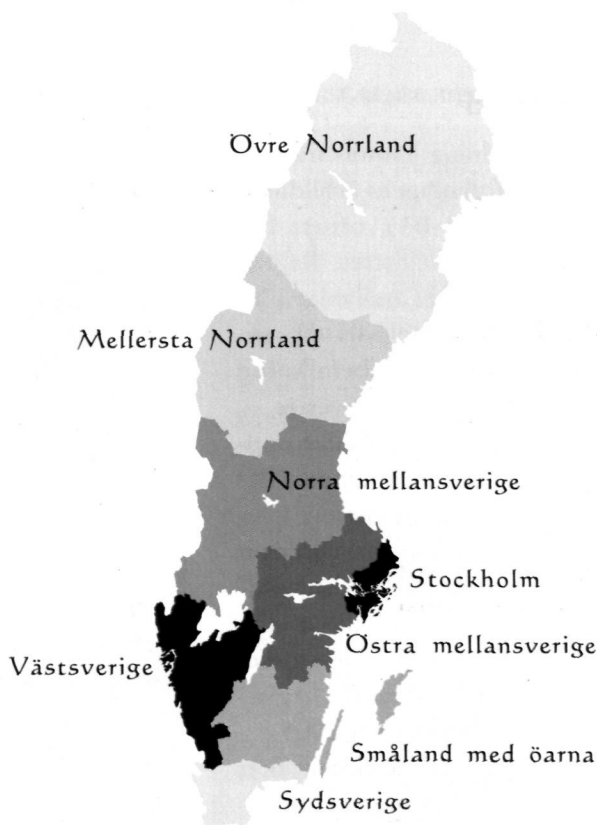 Övre Norrland
Mellersta Norrland
Norra mellansverige
Stockholm
Östra mellansverige
Västsverige
Småland med öarna
Sydsverige